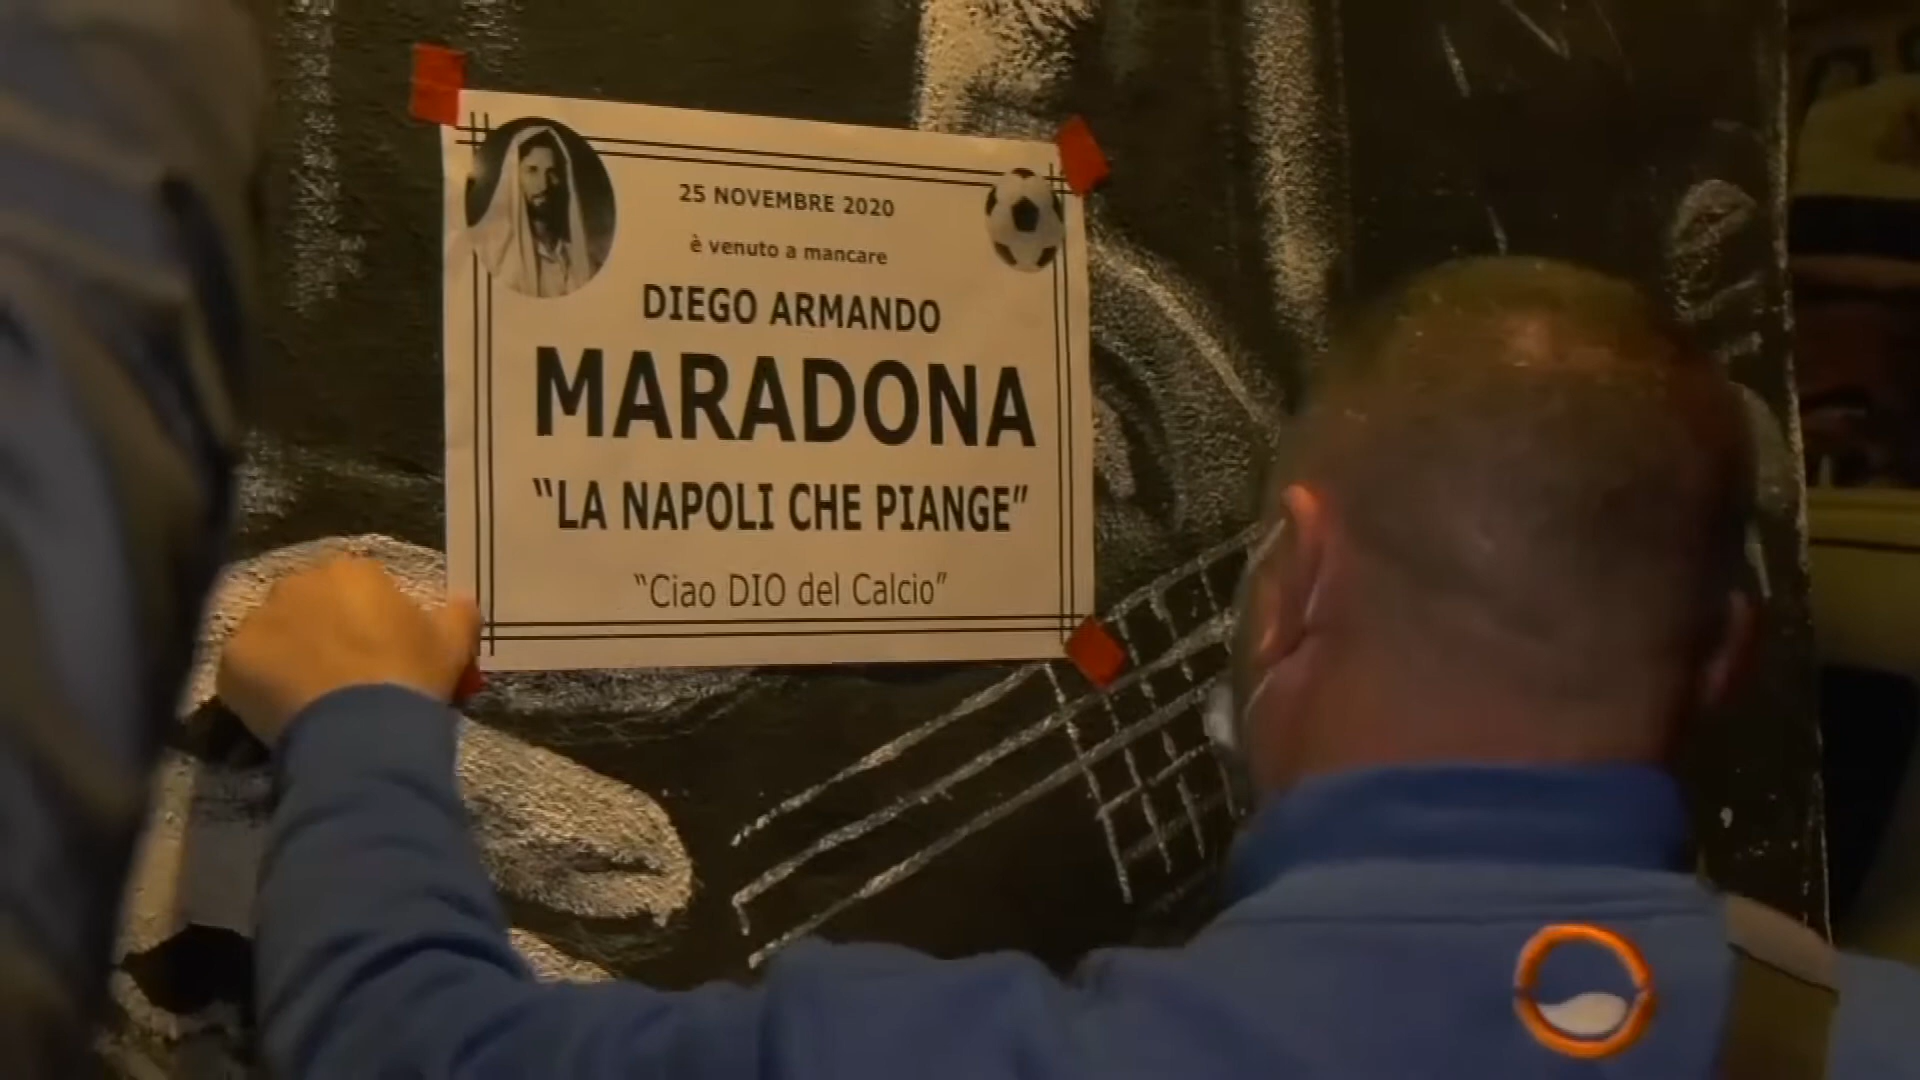 25 NOVEMBRE 2020
è venuto a mancare
DIEGO ARMANDO
MARADONA
“LA NAPOLI CHE PIANGE”
“Ciao DIO del Calcio”